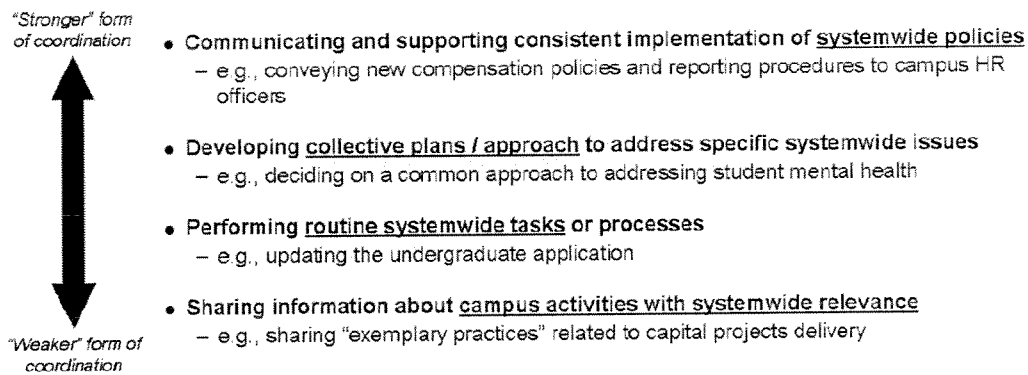 "Stronger" form
of coordination
• Communicating and supporting consistent implementation of systemwide policies
– e.g., conveying new compensation policies and reporting procedures to campus HR
officers
• Developing collective plans / approach to address specific systemwide issues
– e.g., deciding on a common approach to addressing student mental health
• Performing routine systemwide tasks or processes
– e.g., updating the undergraduate application
• Sharing information about campus activities with systemwide relevance
– e.g., sharing "exemplary practices" related to capital projects delivery
"Weaker" form of
coordination